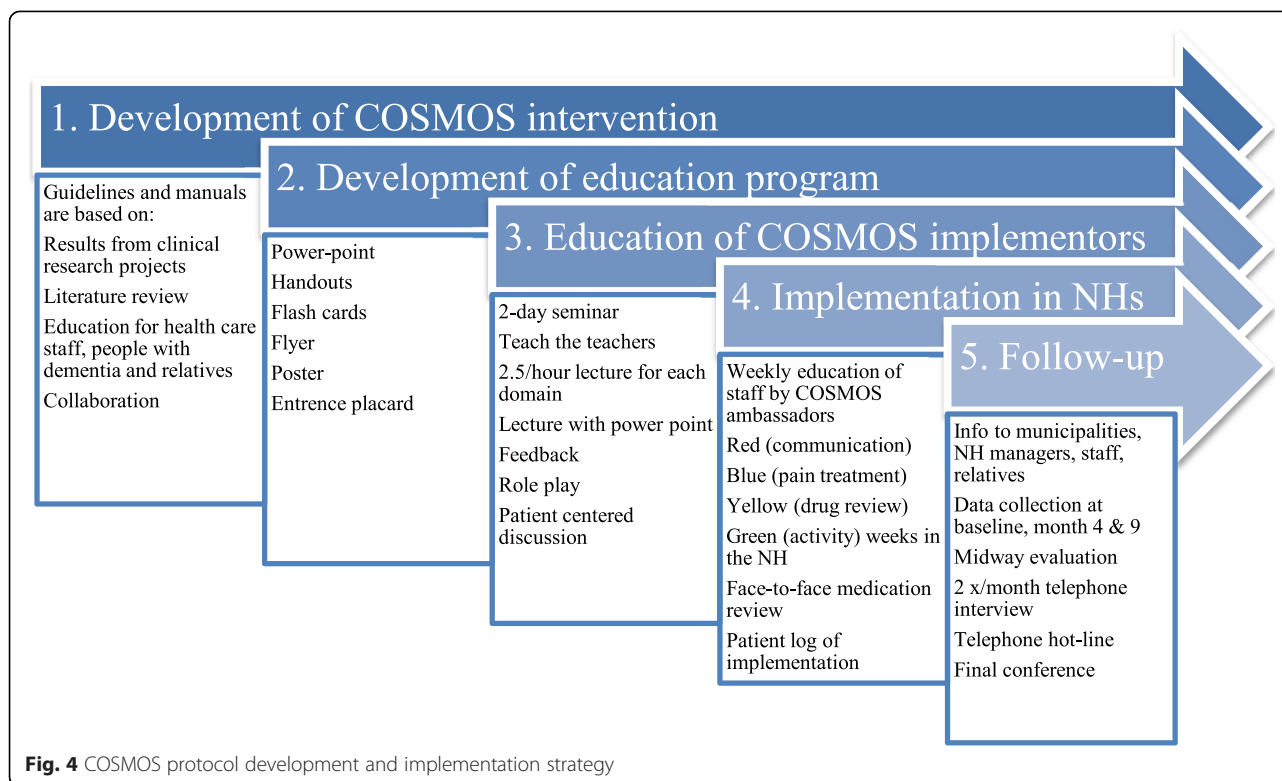 1. Development of COSMOS intervention
Guidelines and manuals
are based on:
Results from clinical
research projects
Literature review
Education for health care
staff, people with
dementia and relatives
Collaboration
2. Development of education program
Power-point
Handouts
Flash cards
Flyer
Poster
Entrence placard
3. Education of COSMOS implementors
2-day seminar
Teach the teachers
2.5/hour lecture for each
domain
Lecture with power point
Feedback
Role play
Patient centered
discussion
4. Implementation in NHs
Weekly education of
staff by COSMOS
ambassadors
Red (communication)
Blue (pain treatment)
Yellow (drug review)
Green (activity) weeks in
the NH
Face-to-face medication
review
Patient log of
implementation
5. Follow-up
Info to municipalities,
NH managers, staff,
relatives
Data collection at
baseline, month 4 & 9
Midway evaluation
2 x/month telephone
interview
Telephone hot-line
Final conference
Fig. 4 COSMOS protocol development and implementation strategy